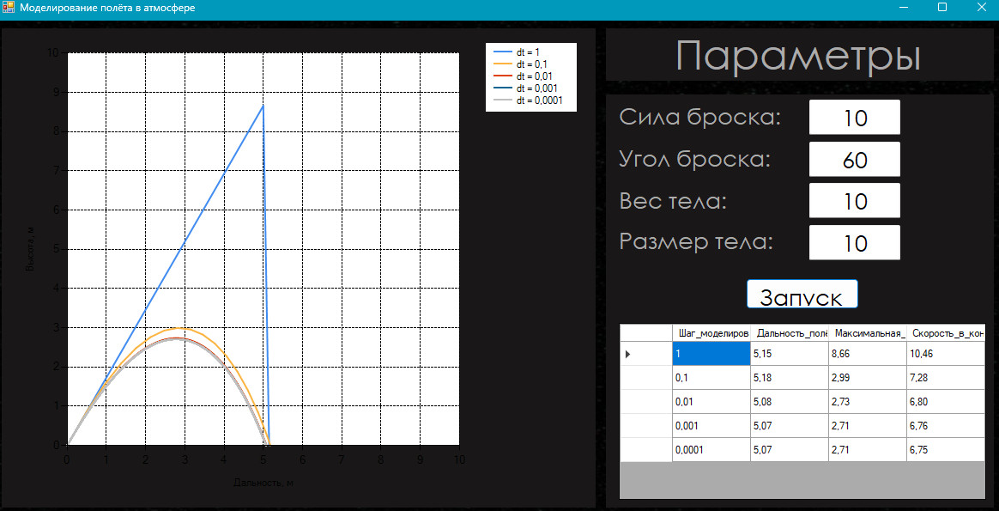 Моделирование полёта в атмосфере
dt = 1
dt = 0,1
dt = 0,01
dt = 0,001
dt = 0,0001
10
9
8
7
6
5
4
3
2
1
0
Высота, м
0 1 2 3 4 5 6 7 8 9 10
Дальность, м
Параметры
Сила броска: 10
Угол броска: 60
Вес тела: 10
Размер тела: 10
Запуск
Шаг_моделиров Дальность_полё Максимальная_ Скорость_в_кон
1 5,15 8,66 10,46
0,1 5,18 2,99 7,28
0,01 5,08 2,73 6,80
0,001 5,07 2,71 6,76
0,0001 5,07 2,71 6,75